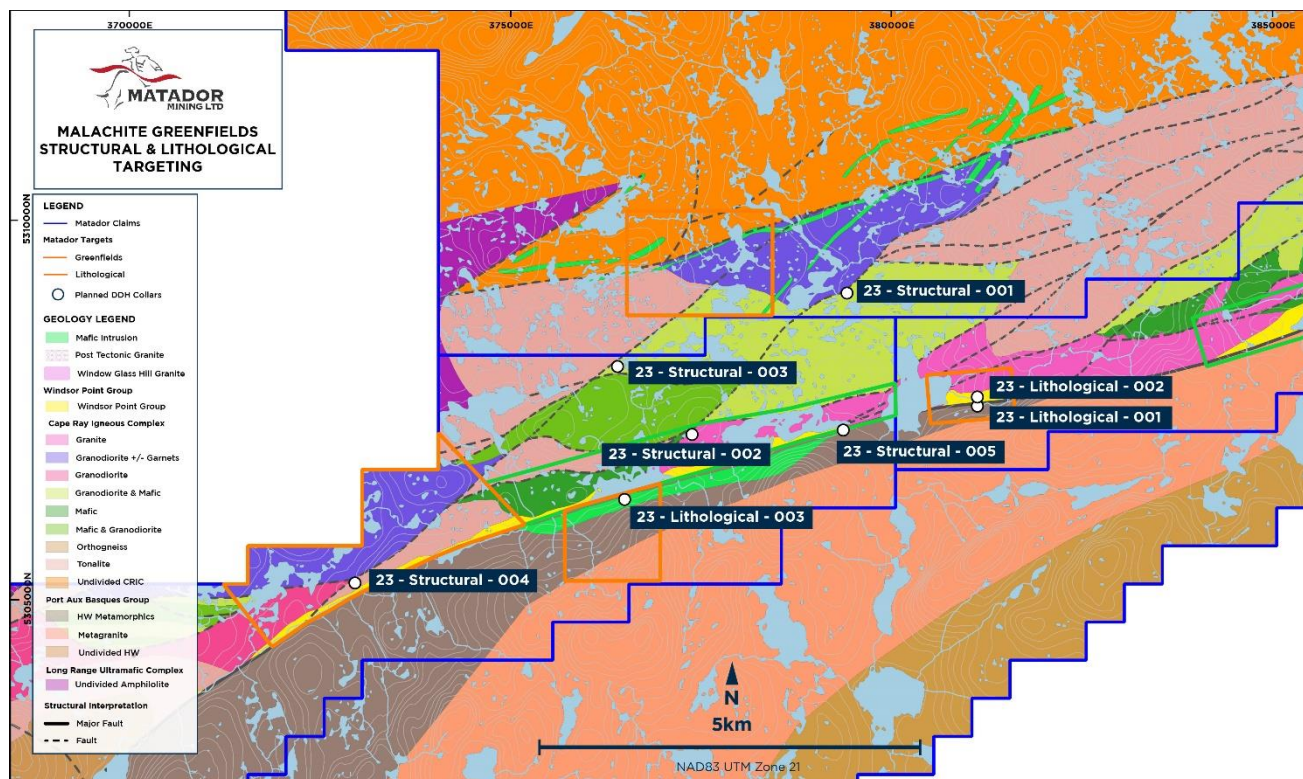 370000E
375000E
380000E
385000E
MATADOR
MINING LTD
MALACHITE GREENFIELDS
STRUCTURAL & LITHOLOGICAL
TARGETING
5310000N
5305000N
LEGEND
Matador Claims
Matador Targets
Greenfields
Lithological
Planned DDH Collars
GEOLOGY LEGEND
Mafic Intrusion
Post Tectonic Granite
Window Glass Hill Granite
Windsor Point Group
Windsor Point Group
Cape Ray Igneous Complex
Granite
Granodiorite +/- Garnets
Granodiorite
Granodiorite & Mafic
Mafic
Mafic & Granodiorite
Orthogneiss
Tonalite
Undivided CRIC
Port Aux Basques Group
HW Metamorphics
Metagranite
Undivided HW
Long Range Ultramafic Complex
Undivided Amphilolite
Structural Interpretation
Major Fault
Fault
23 - Structural - 001
23 - Structural - 003
23 - Lithological - 002
23 - Lithological - 001
23 - Structural - 002
23 - Structural - 005
23 - Lithological - 003
23 - Structural - 004
N
5km
NAD83 UTM Zone 21